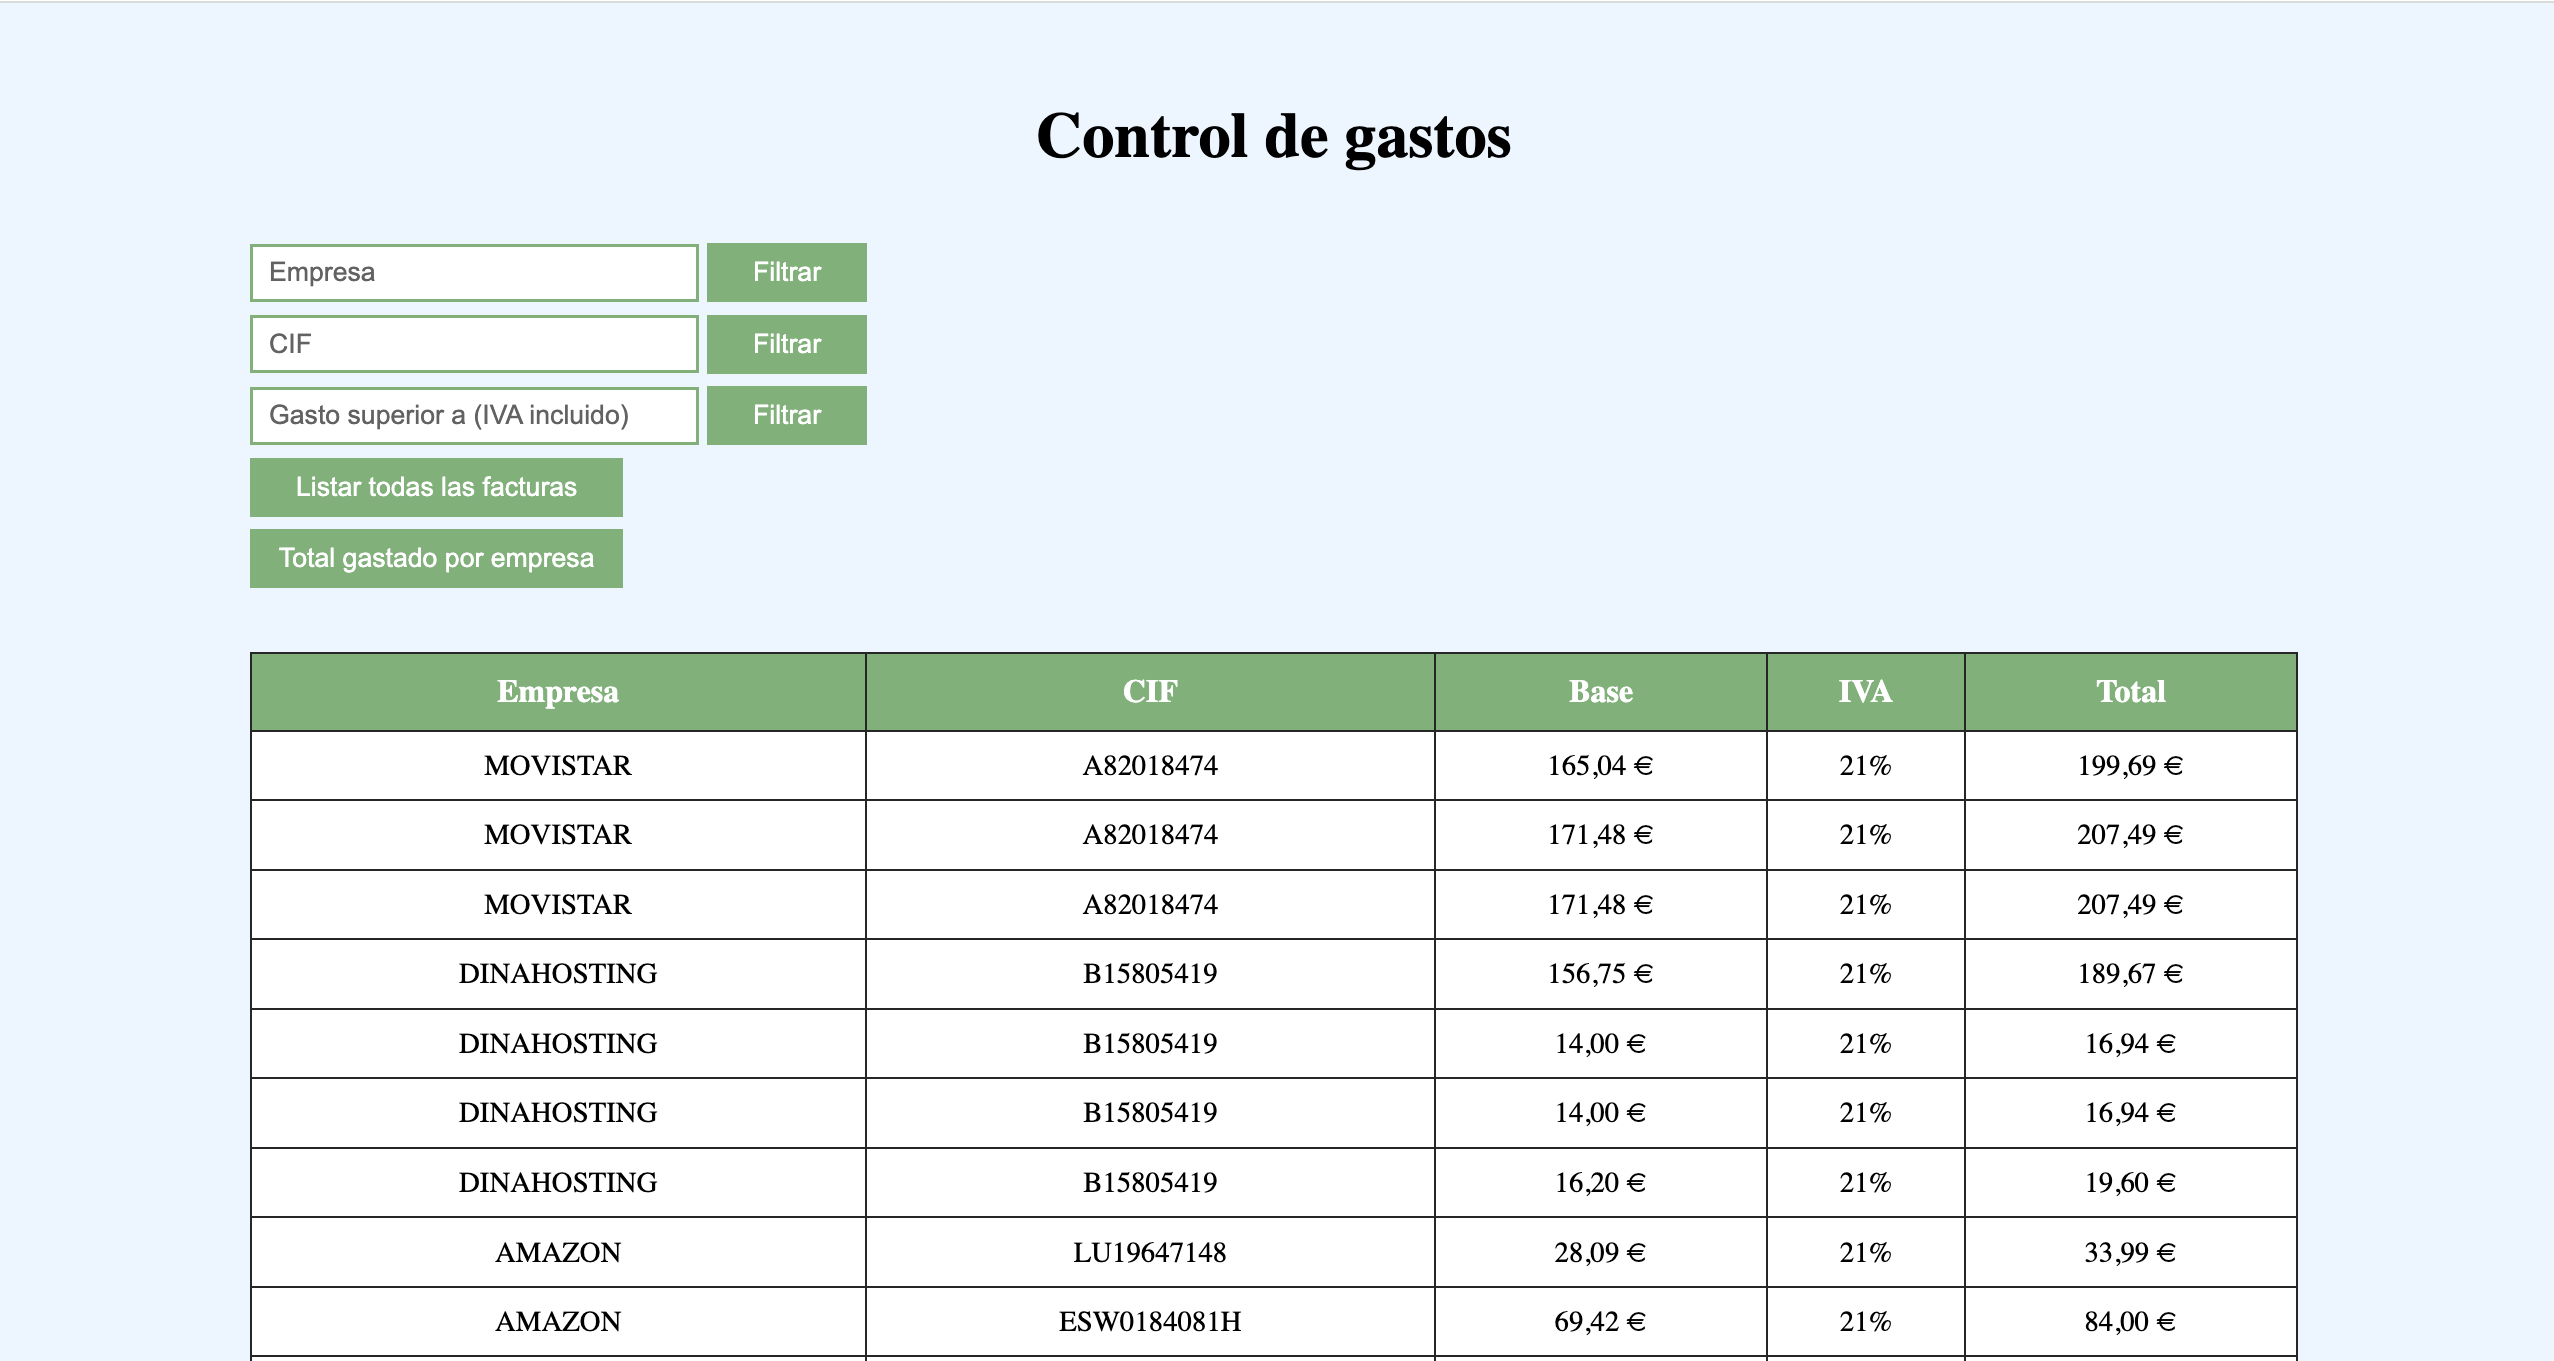 Control de gastos
Empresa Filtrar
CIF Filtrar
Gasto superior a (IVA incluido) Filtrar
Listar todas las facturas
Total gastado por empresa
Empresa CIF Base IVA Total
MOVISTAR A82018474 165,04 € 21% 199,69 €
MOVISTAR A82018474 171,48 € 21% 207,49 €
MOVISTAR A82018474 171,48 € 21% 207,49 €
DINAHOSTING B15805419 156,75 € 21% 189,67 €
DINAHOSTING B15805419 14,00 € 21% 16,94 €
DINAHOSTING B15805419 14,00 € 21% 16,94 €
DINAHOSTING B15805419 16,20 € 21% 19,60 €
AMAZON LU19647148 28,09 € 21% 33,99 €
AMAZON ESW0184081H 69,42 € 21% 84,00 €